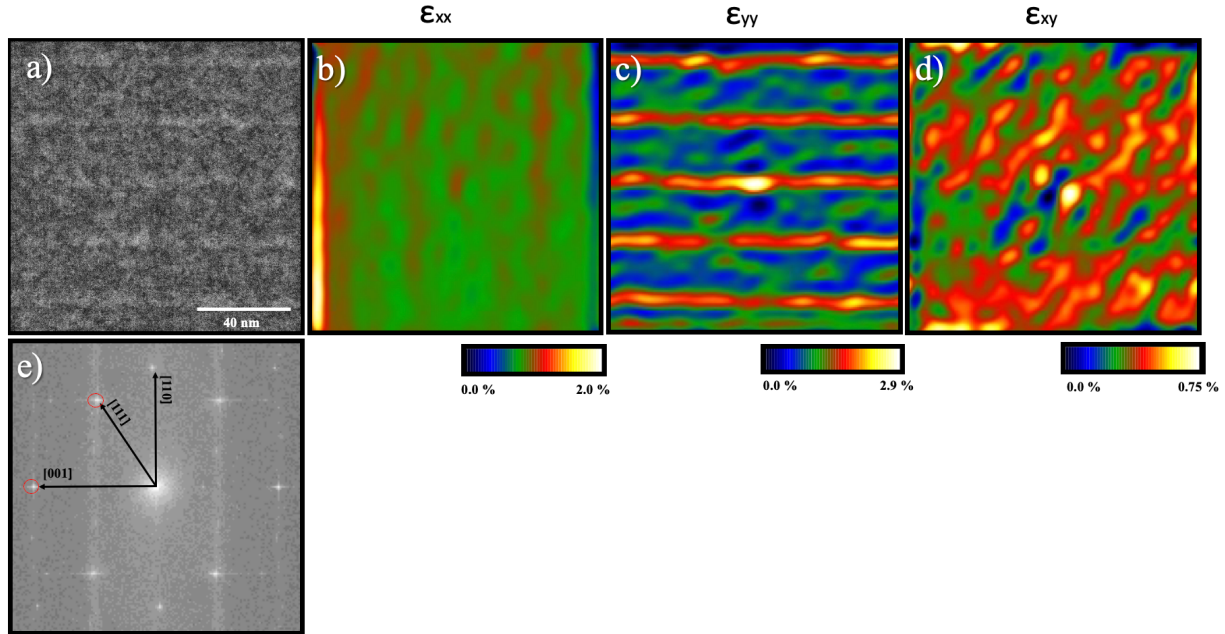 εxx
εyy
εxy
a)
b)
c)
d)
40 nm
0.0 %
2.0 %
0.0 %
2.9 %
0.0 %
0.75 %
e)
[110]
[111]
[001]